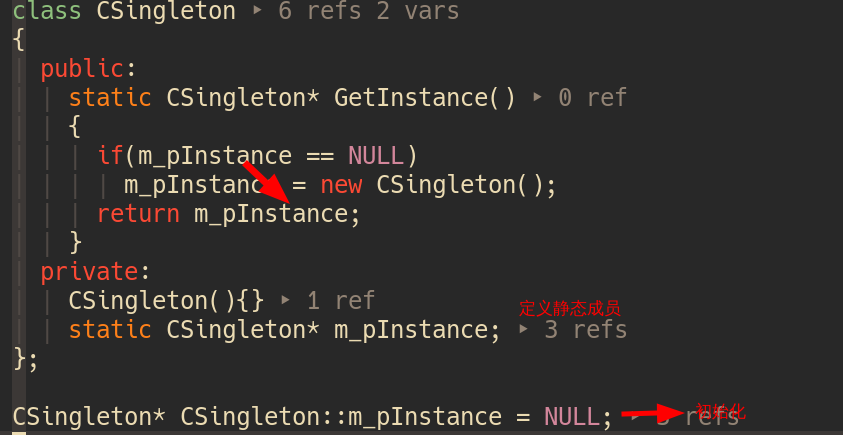 class CSingleton ▸ 6 refs 2 vars
{
public:
static CSingleton* GetInstance() ▸ 0 ref
{
if(m_pInstance == NULL)
m_pInstance = new CSingleton();
return m_pInstance;
}
private:
CSingleton(){} ▸ 1 ref
定义静态成员
static CSingleton* m_pInstance; ▸ 3 refs
};
CSingleton* CSingleton::m_pInstance = NULL; ▸ refs
初始化